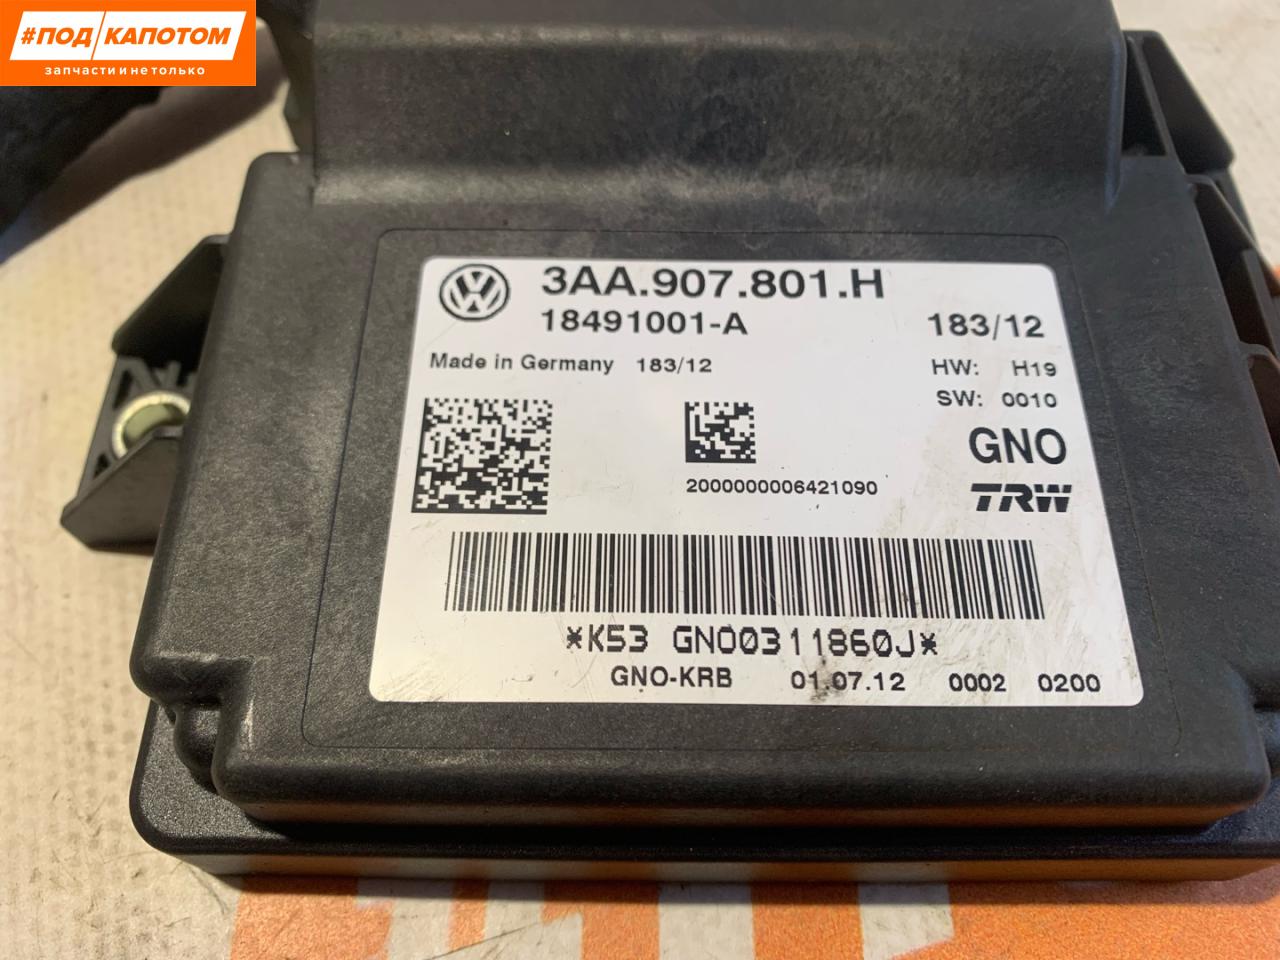 #ПОД/КАПОТОМ
запчасти и не только
3AA.907.801.H
18491001-A
183/12
Made in Germany 183/12
HW: H19
SW: 0010
GNO
2000000006421090
TRW
*K53 GNO0311860J*
GNO-KRB 01.07.12 0002 0200